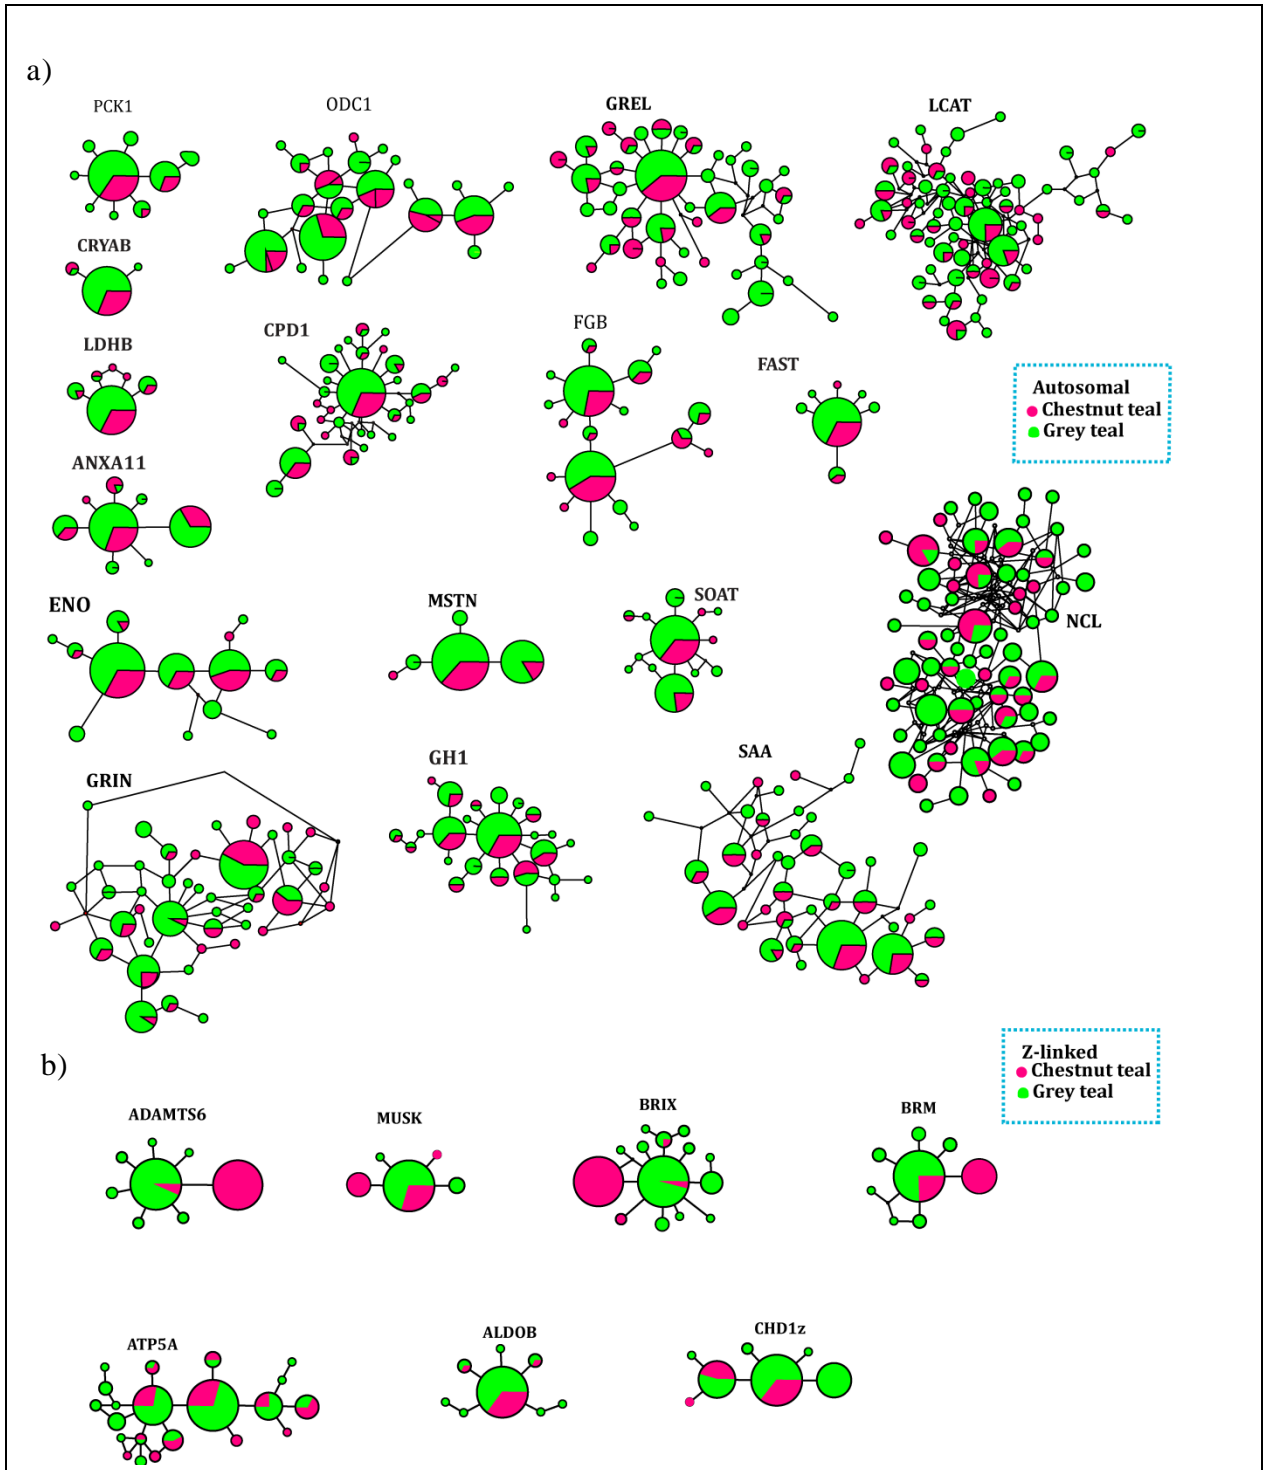 a)
PCK1
ODC1
GREL
LCAT
CRYAB
LDHB
CPD1
FGB
FAST
Autosomal
Chestnut teal
Grey teal
ANXA11
ENO
MSTN
SOAT
NCL
GRIN
GH1
SAA
b)
Z-linked
Chestnut teal
Grey teal
ADAMTS6
MUSK
BRIX
BRM
ATP5A
ALDOB
CHD1z